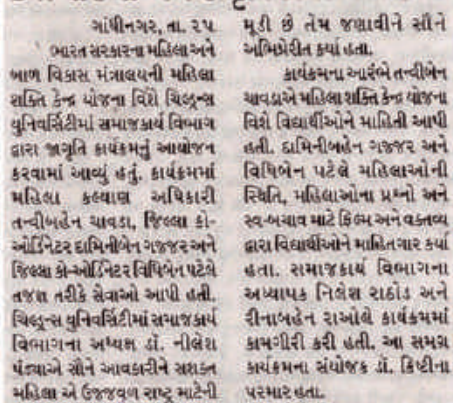 ગાંધીનગર, તા. ૨૫
ભારત સરકારના મહિલા અને
બાળ વિકાસ મંત્રાલયની મહિલા
શક્તિ કેન્દ્ર યોજના વિશે ચિલ્ડ્રન્સ
યુનિવર્સિટીમાં સમાજકાર્ય વિભાગ
દ્વારા જાગૃતિ કાર્યક્રમનું આયોજન
કરવામાં આવ્યું હતું. કાર્યક્રમમાં
મહિલા કલ્યાણ અધિકારી
તન્વીબહેન ચાવડા, જિલ્લા કો-
ઓર્ડિનેટર દામિનીબેન ગજ્જર અને
જિલ્લા કો-ઓર્ડિનેટર વિધિબેન પટેલે
તજજ્ઞ તરીકે સેવાઓ આપી હતી.
ચિલ્ડ્રન્સ યુનિવર્સિટીમાં સમાજકાર્ય
વિભાગના અધ્યક્ષ ડૉ. નીલેશ
પંડ્યાએ સૌને આવકારીને સશક્ત
મહિલા એ ઉજ્જવળ રાષ્ટ્ર માટેની
મૂડી છે તેમ જણાવીને સૌને
અભિપ્રેરીત કર્યા હતા.
કાર્યક્રમના આરંભે તન્વીબેન
ચાવડાએ મહિલા શક્તિ કેન્દ્ર યોજના
વિશે વિદ્યાર્થીઓને માહિતી આપી
હતી. દામિનીબહેન ગજ્જર અને
વિધિબેન પટેલે મહિલાઓની
સ્થિતિ, મહિલાઓના પ્રશ્નો અને
સ્વ-બચાવ માટે ફિલ્મ અને વક્તવ્ય
દ્વારા વિદ્યાર્થીઓને માહિતગાર કર્યા
હતા. સમાજકાર્ય વિભાગના
અધ્યાપક નિલેશ રાઠોડ અને
રીનાબહેન રાઓલે કાર્યક્રમમાં
કામગીરી કરી હતી. આ સમગ્ર
કાર્યક્રમના સંયોજક ડૉ. ક્રિષ્ટીના
પરમાર હતા.